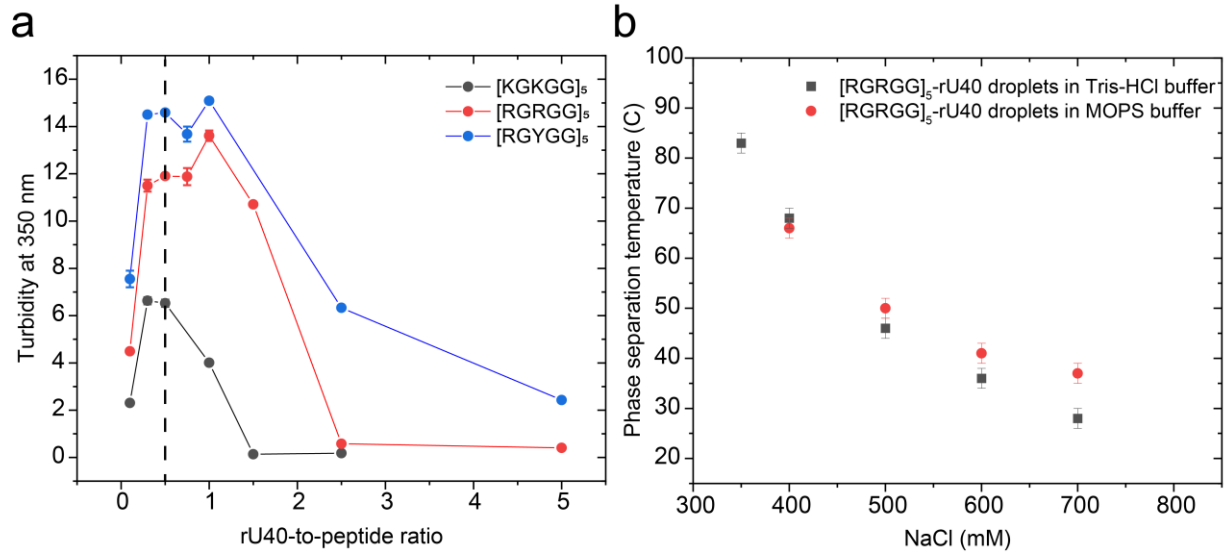 a
16
14
12
10
8
6
4
2
0
0 1 2 3 4 5
Turbidity at 350 nm
rU40-to-peptide ratio
[KGKGG]₅
[RGRGG]₅
[RGYGG]₅
b
100
90
80
70
60
50
40
30
20
300 400 500 600 700 800
Phase separation temperature (C)
NaCl (mM)
[RGRGG]₅-rU40 droplets in Tris-HCl buffer
[RGRGG]₅-rU40 droplets in MOPS buffer